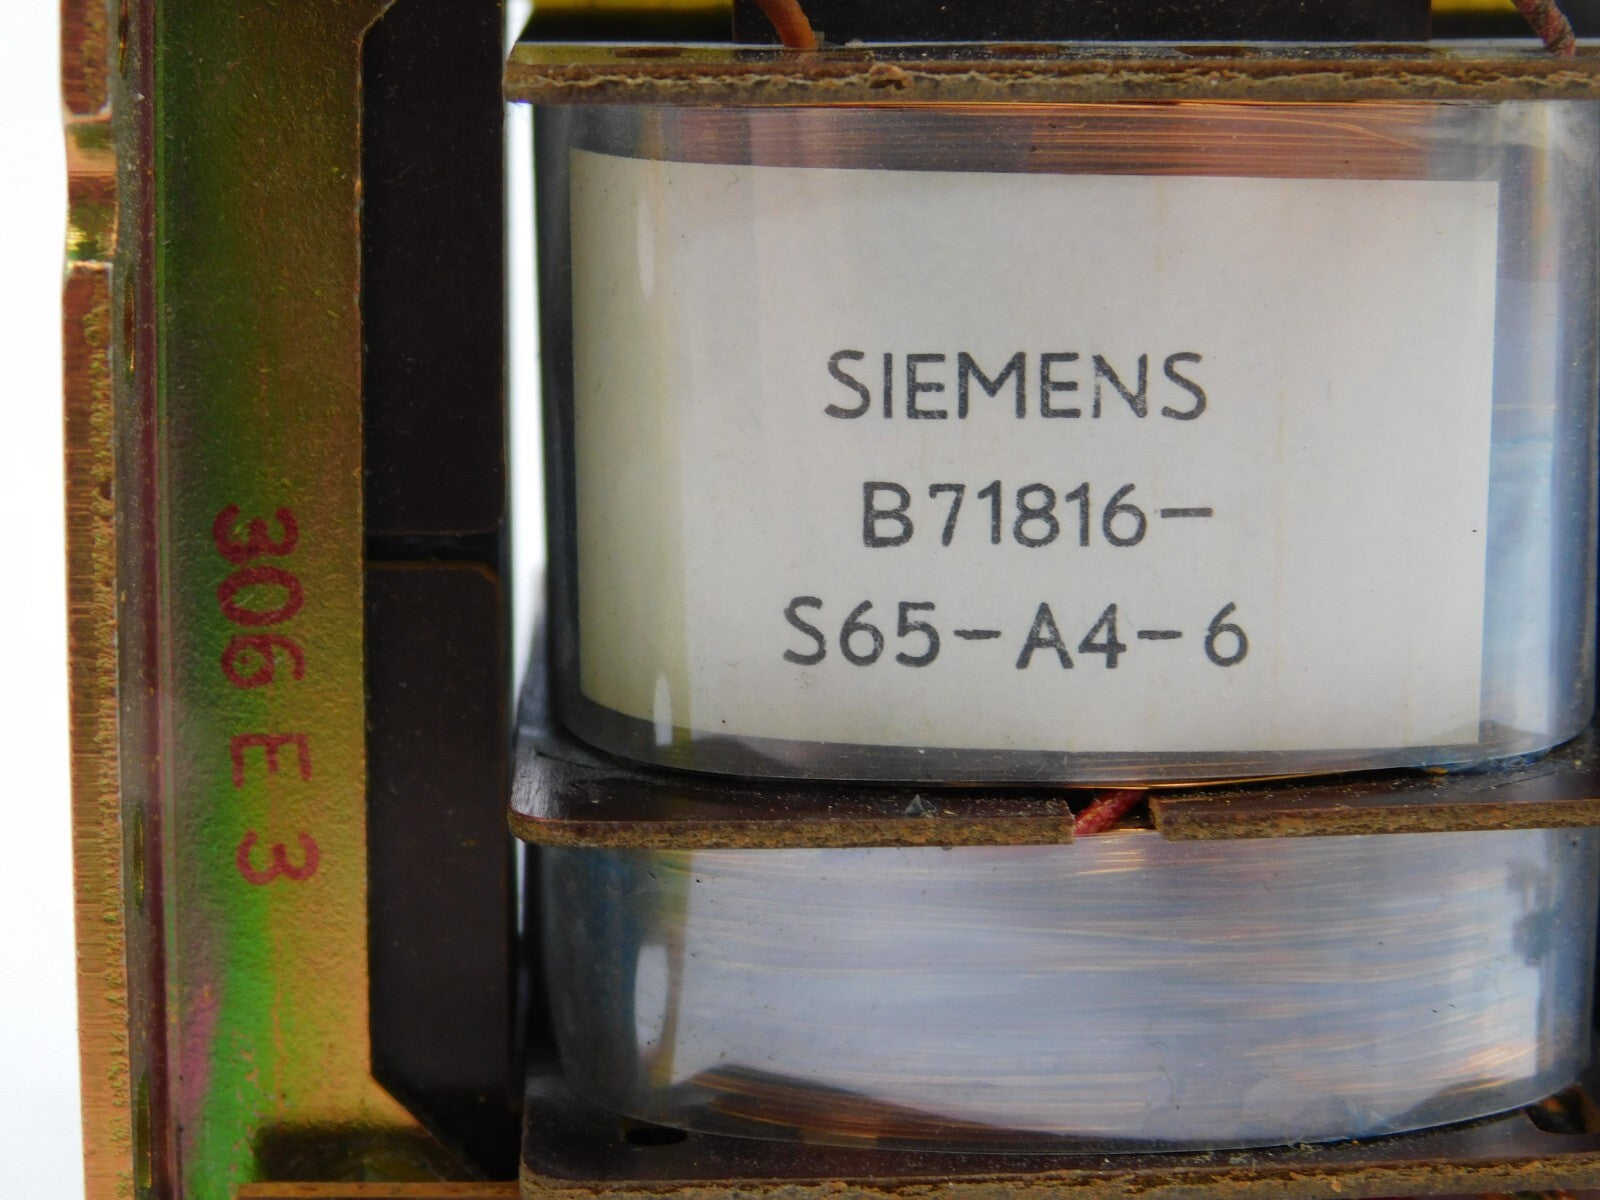 SIEMENS
B71816-
S65-A4-6
306 E 3